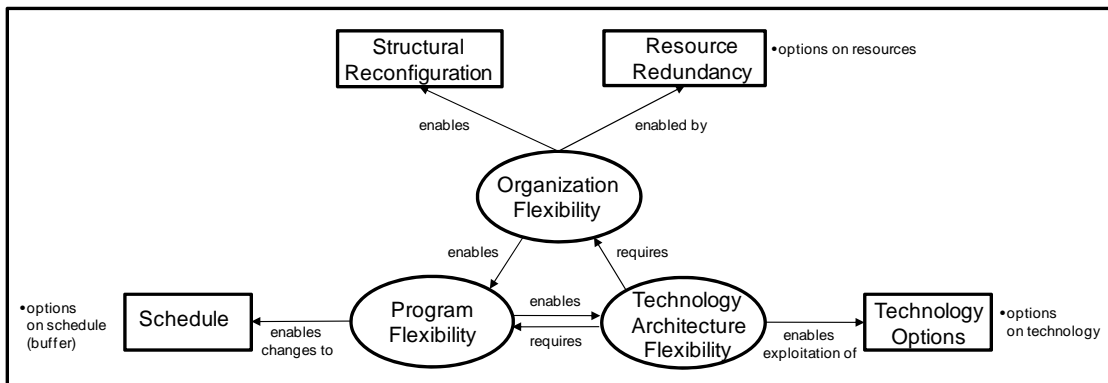 Structural
Reconfiguration
Resource
Redundancy
•options on resources
enables
enabled by
Organization
Flexibility
enables
requires
•options
on schedule
(buffer)
Schedule
enables
changes to
Program
Flexibility
enables
requires
Technology
Architecture
Flexibility
enables
exploitation of
Technology
Options
•options
on technology